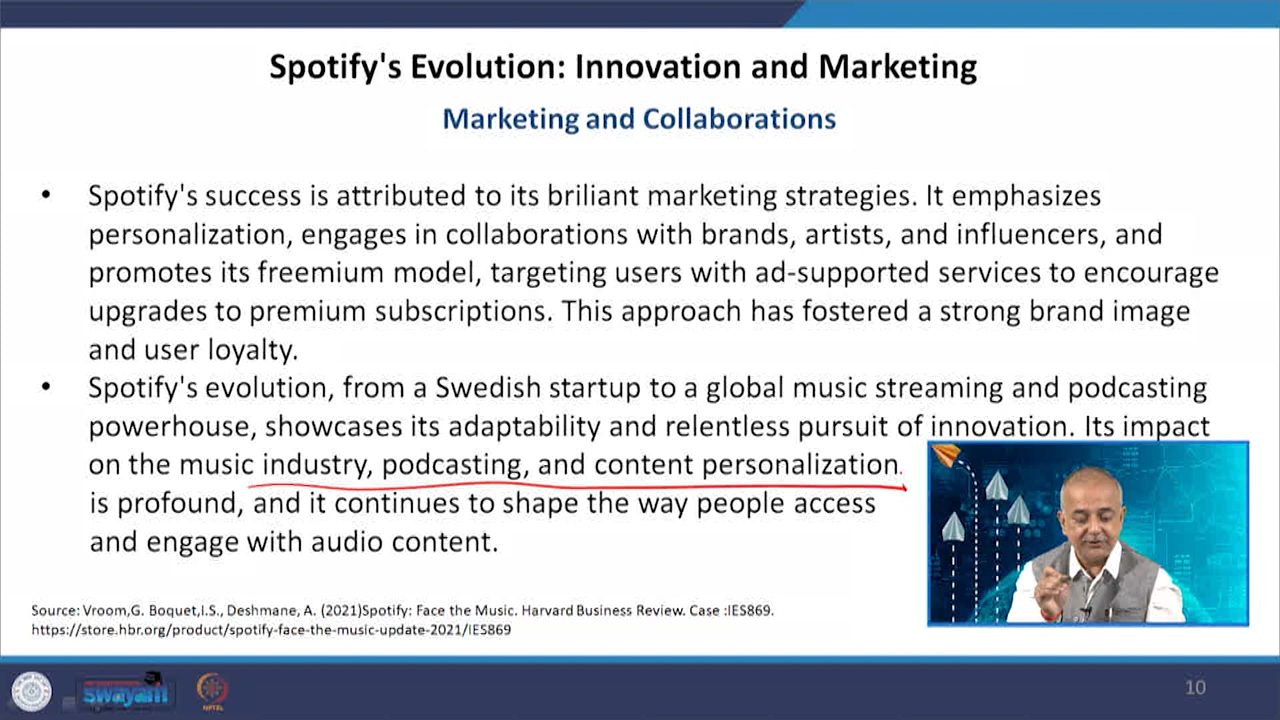 Spotify's Evolution: Innovation and Marketing
Marketing and Collaborations
• Spotify's success is attributed to its briliant marketing strategies. It emphasizes
personalization, engages in collaborations with brands, artists, and influencers, and
promotes its freemium model, targeting users with ad-supported services to encourage
upgrades to premium subscriptions. This approach has fostered a strong brand image
and user loyalty.
• Spotify's evolution, from a Swedish startup to a global music streaming and podcasting
powerhouse, showcases its adaptability and relentless pursuit of innovation. Its impact
on the music industry, podcasting, and content personalization
is profound, and it continues to shape the way people access
and engage with audio content.
Source: Vroom,G. Boquet,I.S., Deshmane, A. (2021)Spotify: Face the Music. Harvard Business Review. Case :IES869.
https://store.hbr.org/product/spotify-face-the-music-update-2021/IES869
swayam
NPTEL
10